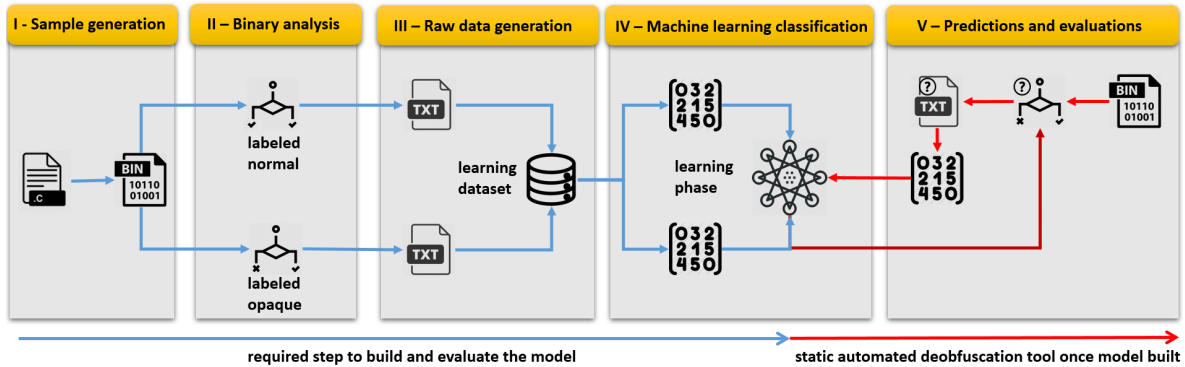 I - Sample generation
II – Binary analysis
III – Raw data generation
IV – Machine learning classification
V – Predictions and evaluations
.C
BIN
10110
01001
labeled
normal
labeled
opaque
TXT
TXT
learning
dataset
032
215
450
032
215
450
learning
phase
?
TXT
?
BIN
10110
01001
032
215
450
required step to build and evaluate the model
static automated deobfuscation tool once model built